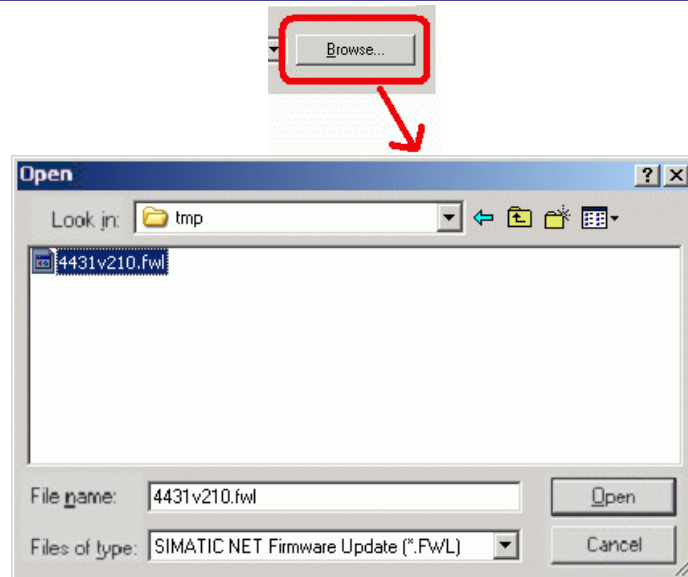 Browse...
Open
Look in: tmp
4431v210.fwl
File name: 4431v210.fwl Open
Files of type: SIMATIC NET Firmware Update (*.FWL) Cancel